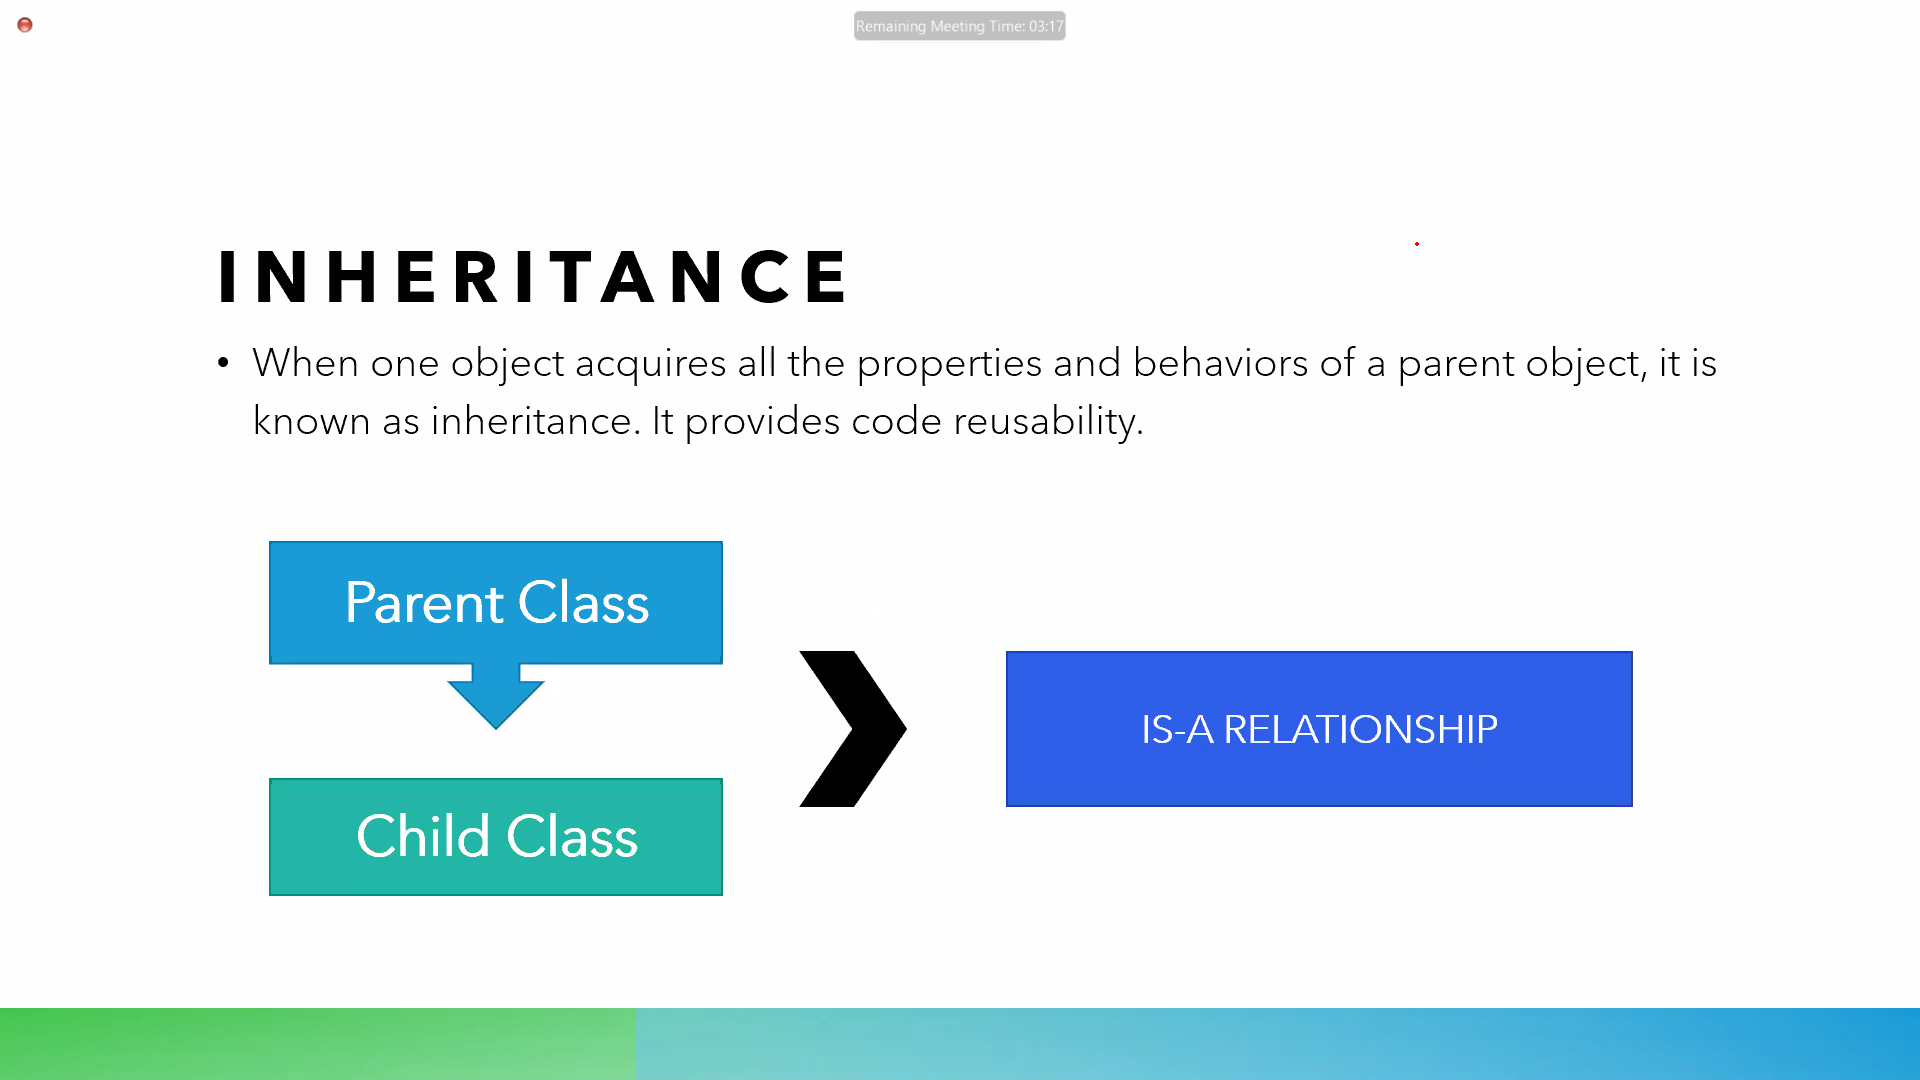 Remaining Meeting Time: 03:17
INHERITANCE
• When one object acquires all the properties and behaviors of a parent object, it is
known as inheritance. It provides code reusability.
Parent Class
IS-A RELATIONSHIP
Child Class